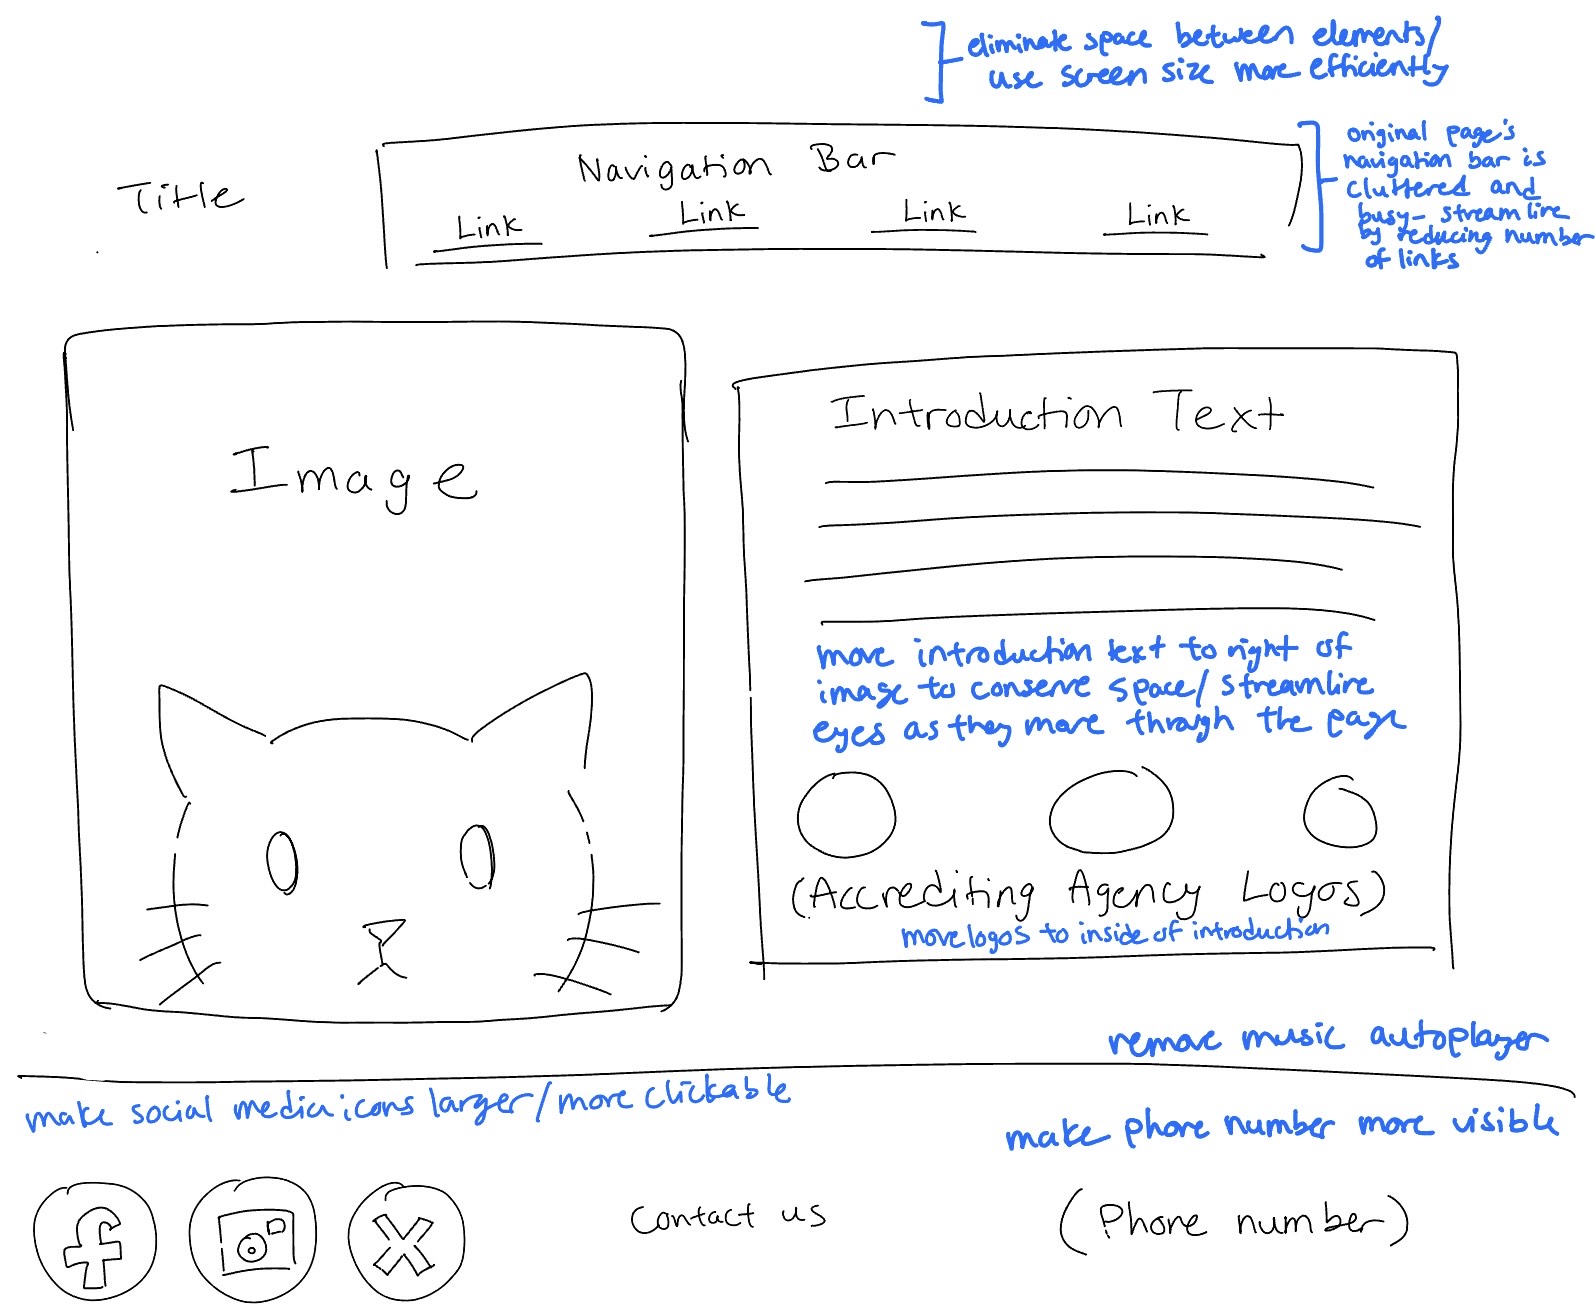 eliminate space between elements/
use screen size more efficiently
Title
Navigation Bar
Link
Link
Link
Link
original page's
navigation bar is
cluttered and
busy- streamline
by reducing number
of links
Image
Introduction Text
move introduction text to right of
image to conserve space/ streamline
eyes as they move through the page
(Accrediting Agency Logos)
move logos to inside of introduction
remove music autoplayer
make social media icons larger/more clickable
make phone number more visible
f
X
Contact us
(Phone number)